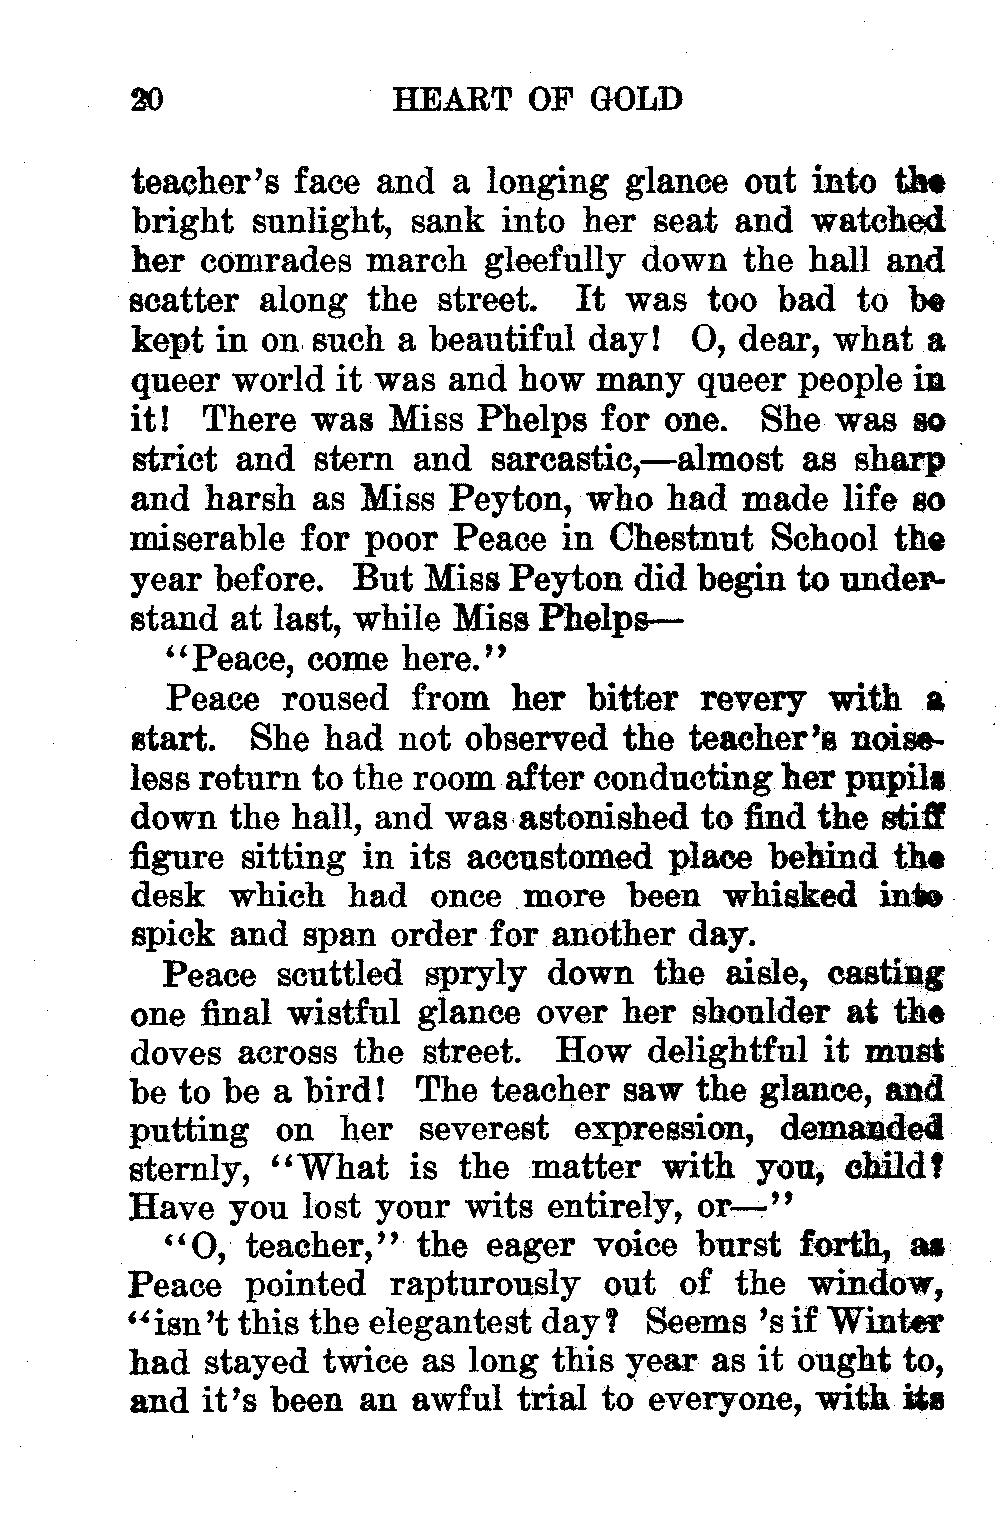 20 HEART OF GOLD
teacher's face and a longing glance out into the
bright sunlight, sank into her seat and watched
her comrades march gleefully down the hall and
scatter along the street. It was too bad to be
kept in on such a beautiful day! O, dear, what a
queer world it was and how many queer people in
it! There was Miss Phelps for one. She was so
strict and stern and sarcastic,—almost as sharp
and harsh as Miss Peyton, who had made life so
miserable for poor Peace in Chestnut School the
year before. But Miss Peyton did begin to under-
stand at last, while Miss Phelps—
"Peace, come here."
Peace roused from her bitter revery with a
start. She had not observed the teacher's noise-
less return to the room after conducting her pupils
down the hall, and was astonished to find the stiff
figure sitting in its accustomed place behind the
desk which had once more been whisked into
spick and span order for another day.
Peace scuttled spryly down the aisle, casting
one final wistful glance over her shoulder at the
doves across the street. How delightful it must
be to be a bird! The teacher saw the glance, and
putting on her severest expression, demanded
sternly, "What is the matter with you, child?
Have you lost your wits entirely, or—"
"O, teacher," the eager voice burst forth, as
Peace pointed rapturously out of the window,
"isn't this the elegantest day? Seems 's if Winter
had stayed twice as long this year as it ought to,
and it's been an awful trial to everyone, with its